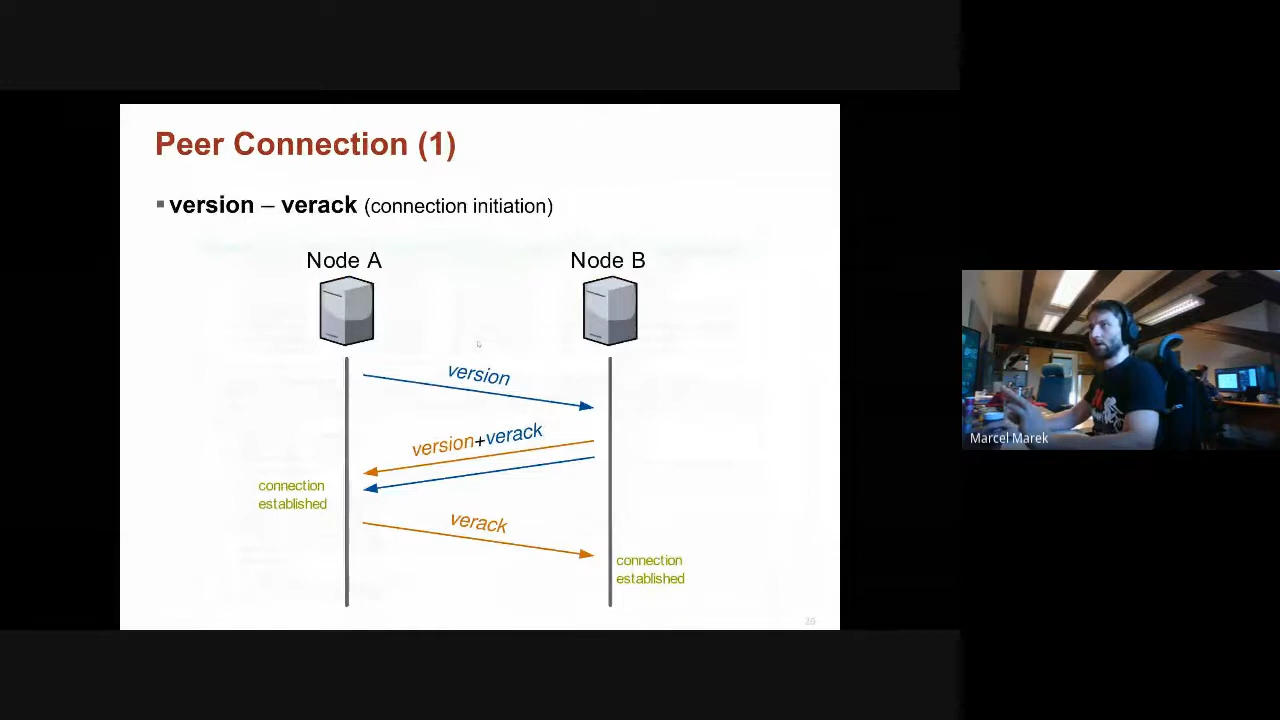 Peer Connection (1)
▪ version – verack (connection initiation)
Node A
Node B
version
version+verack
connection
established
verack
connection
established
26
Marcel Marek